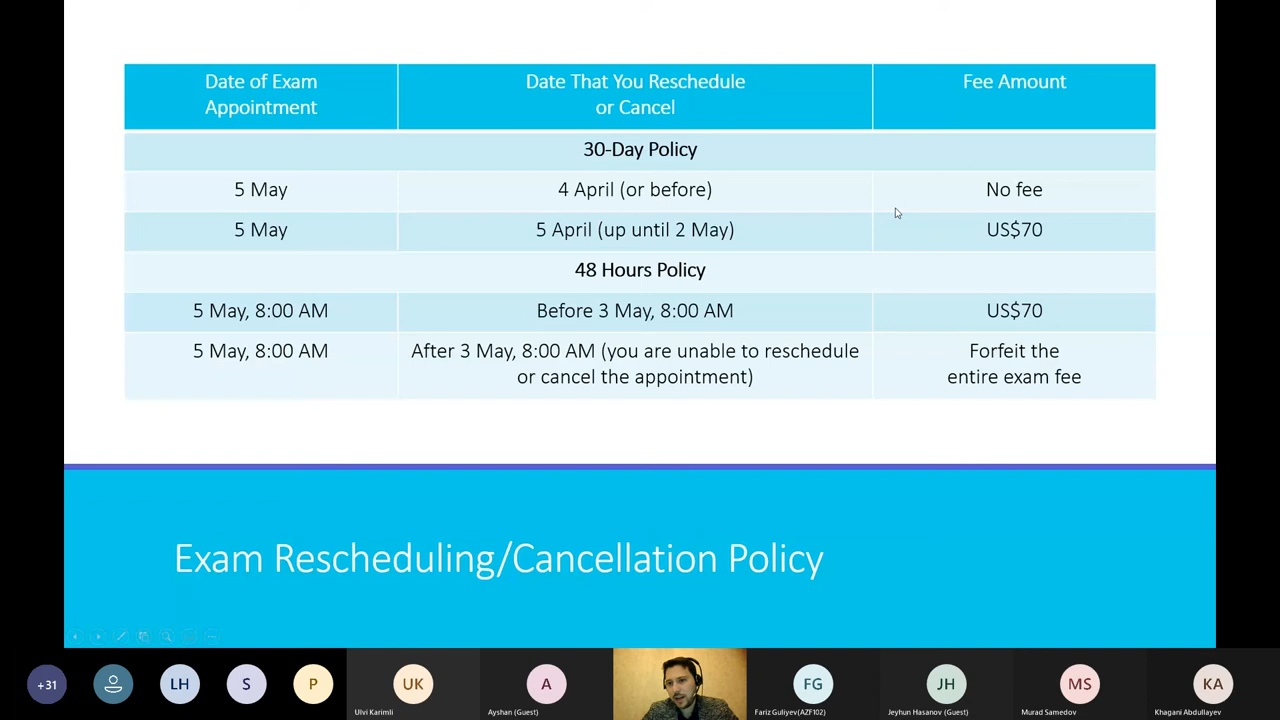 Date of Exam
Appointment
Date That You Reschedule
or Cancel
Fee Amount
30-Day Policy
5 May
4 April (or before)
No fee
5 May
5 April (up until 2 May)
US$70
48 Hours Policy
5 May, 8:00 AM
Before 3 May, 8:00 AM
US$70
5 May, 8:00 AM
After 3 May, 8:00 AM (you are unable to reschedule
or cancel the appointment)
Forfeit the
entire exam fee
Exam Rescheduling/Cancellation Policy
+31
LH
S
P
UK
A
FG
JH
MS
KA
Ulvi Karimli
Ayshan (Guest)
Fariz Guliyev(AZF102)
Jeyhun Hasanov (Guest)
Murad Samedov
Khagani Abdullayev